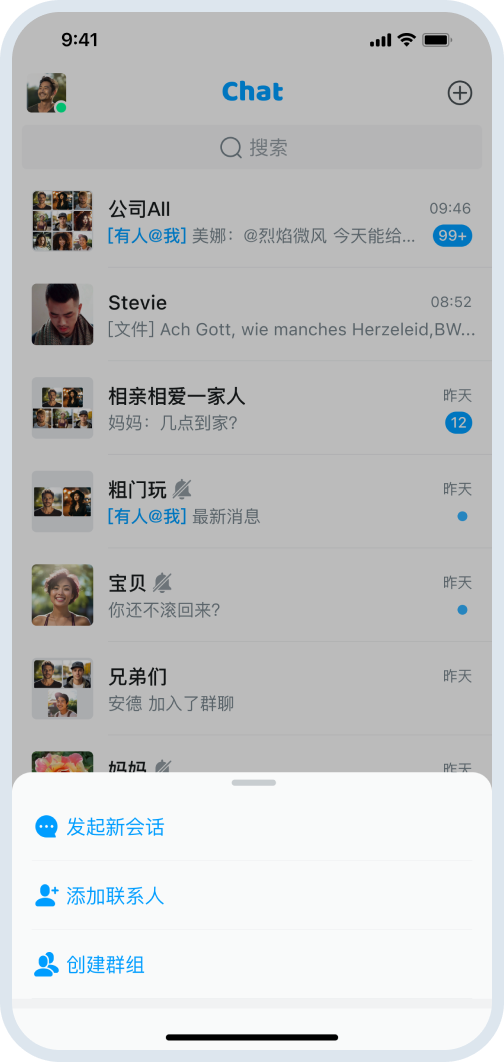 9:41
Chat
搜索
公司All 09:46
[有人@我] 美娜：@烈焰微风 今天能给... 99+
Stevie 08:52
[文件] Ach Gott, wie manches Herzeleid,BW...
相亲相爱一家人 昨天
妈妈：几点到家? 12
粗门玩 昨天
[有人@我] 最新消息
宝贝 昨天
你还不滚回来?
兄弟们 昨天
安德 加入了群聊
妈妈 昨天
发起新会话
添加联系人
创建群组